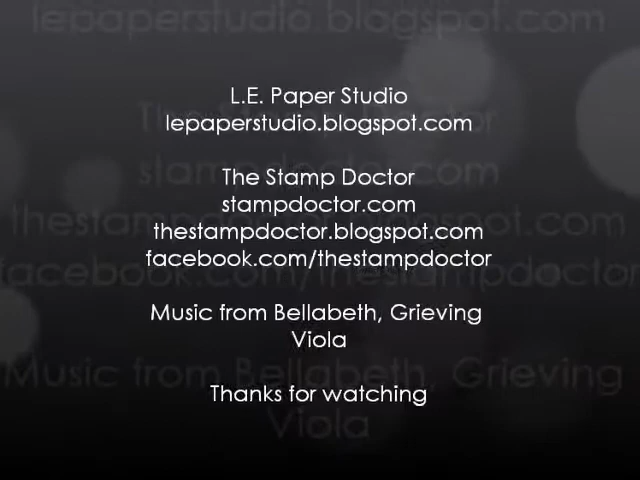 L.E. Paper Studio
lepaperstudio.blogspot.com
The Stamp Doctor
stampdoctor.com
thestampdoctor.blogspot.com
facebook.com/thestampdoctor
Music from Bellabeth, Grieving
Viola
Thanks for watching